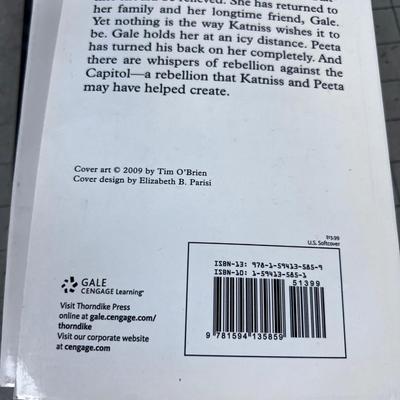 her family and her longtime friend, Gale.
Yet nothing is the way Katniss wishes it to
be. Gale holds her at an icy distance. Peeta
has turned his back on her completely. And
there are whispers of rebellion against the
Capitol—a rebellion that Katniss and Peeta
may have helped create.
Cover art © 2009 by Tim O'Brien
Cover design by Elizabeth B. Parisi
$13.99
U.S. Softcover
ISBN-13: 978-1-59413-585-9
ISBN-10: 1-59413-585-1
51399
9 781594 135859
GALE
CENGAGE Learning™
Visit Thorndike Press
online at gale.cengage.com/
thorndike
Visit our corporate website
at cengage.com